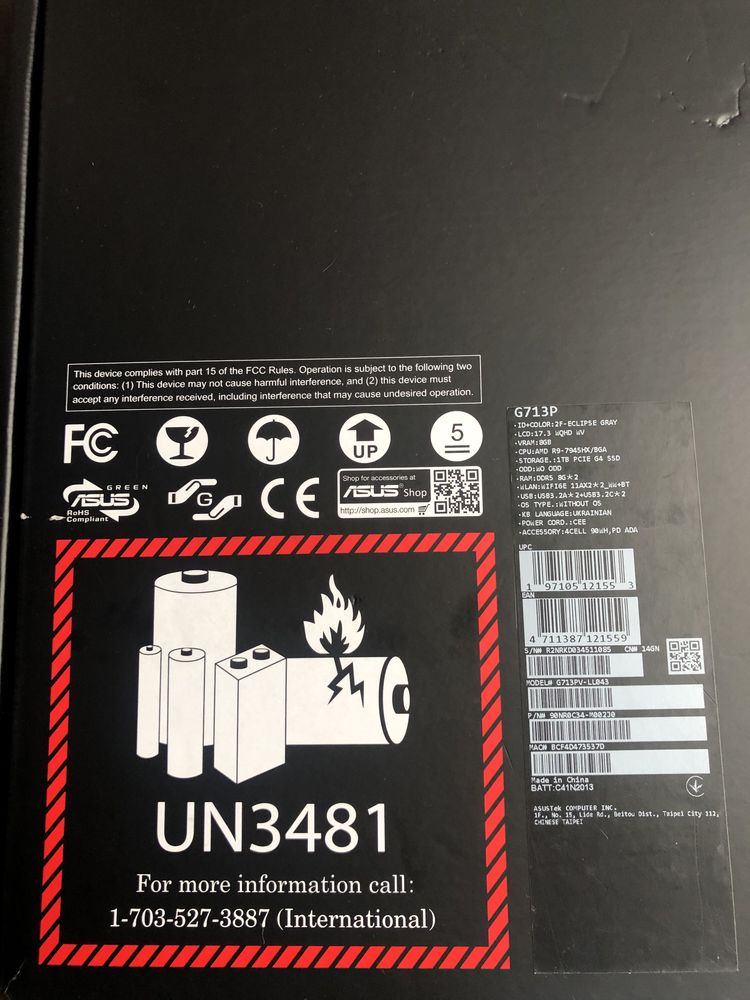 This device complies with part 15 of the FCC Rules. Operation is subject to the following two
conditions: (1) This device may not cause harmful interference, and (2) this device must
accept any interference received, including interference that may cause undesired operation.
FC
UP
5
GREEN
ASUS
RoHS
Compliant
G
CE
Shop for accessories at
ASUS Shop
http://shop.asus.com
UN3481
For more information call:
1-703-527-3887 (International)
G713P
·ID+COLOR:2F-ECLIPSE GRAY
·LCD:17.3 WQHD WV
·VRAM:8GB
·CPU:AMD R9-7945HX/BGA
·STORAGE.:1TB PCIE G4 SSD
·ODD:WO ODD
·RAM:DDR5 8G*2
·WLAN:WIFI6E 11AX2*2_WW+BT
·USB:USB3.2A*2+USB3.2C*2
·OS TYPE.:WITHOUT OS
·KB LANGUAGE:UKRAINIAN
·POWER CORD.:CEE
·ACCESSORY:4CELL 90WH,PD ADA
UPC
1 97105 12155 3
EAN
4 711387 121559
S/N# R2NRKD034511085 CN# 14GN
MODEL# G713PV-LL043
P/N# 90NR0C34-M002J0
MAC# BCF4D473537D
Made in China
BATT:C41N2013
ASUSTek COMPUTER INC.
1F., No. 15, Lide Rd., Beitou Dist., Taipei City 112,
CHINESE TAIPEI